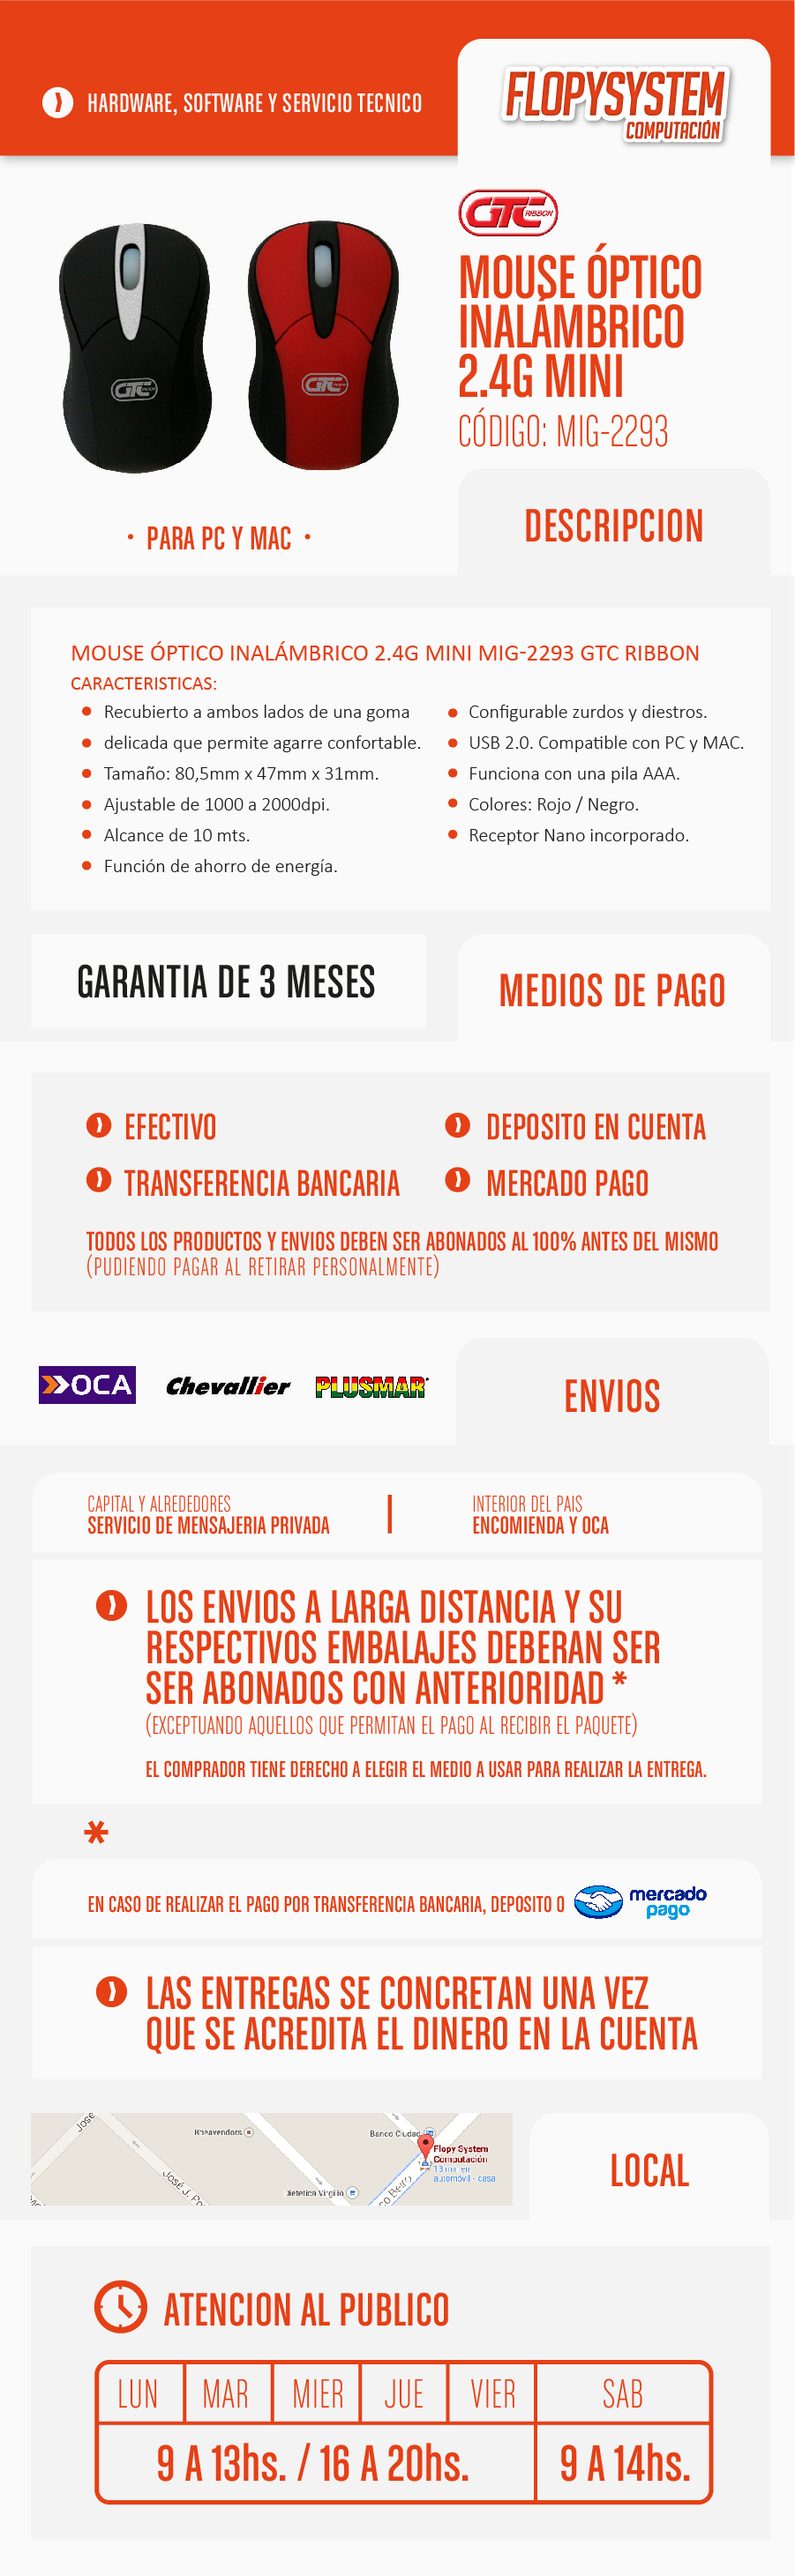 HARDWARE, SOFTWARE Y SERVICIO TECNICO
FLOPYSYSTEM
COMPUTACIÓN
GTC RIBBON
MOUSE ÓPTICO
INALÁMBRICO
2.4G MINI
CÓDIGO: MIG-2293
GTC
GTC
• PARA PC Y MAC •
DESCRIPCION
MOUSE ÓPTICO INALÁMBRICO 2.4G MINI MIG-2293 GTC RIBBON
CARACTERISTICAS:
• Recubierto a ambos lados de una goma
• delicada que permite agarre confortable.
• Tamaño: 80,5mm x 47mm x 31mm.
• Ajustable de 1000 a 2000dpi.
• Alcance de 10 mts.
• Función de ahorro de energía.
• Configurable zurdos y diestros.
• USB 2.0. Compatible con PC y MAC.
• Funciona con una pila AAA.
• Colores: Rojo / Negro.
• Receptor Nano incorporado.
GARANTIA DE 3 MESES
MEDIOS DE PAGO
EFECTIVO
DEPOSITO EN CUENTA
TRANSFERENCIA BANCARIA
MERCADO PAGO
TODOS LOS PRODUCTOS Y ENVIOS DEBEN SER ABONADOS AL 100% ANTES DEL MISMO
(PUDIENDO PAGAR AL RETIRAR PERSONALMENTE)
OCA
Chevallier
PLUSMAR
ENVIOS
CAPITAL Y ALREDEDORES
SERVICIO DE MENSAJERIA PRIVADA
INTERIOR DEL PAIS
ENCOMIENDA Y OCA
LOS ENVIOS A LARGA DISTANCIA Y SU
RESPECTIVOS EMBALAJES DEBERAN SER
SER ABONADOS CON ANTERIORIDAD *
(EXCEPTUANDO AQUELLOS QUE PERMITAN EL PAGO AL RECIBIR EL PAQUETE)
EL COMPRADOR TIENE DERECHO A ELEGIR EL MEDIO A USAR PARA REALIZAR LA ENTREGA.
*
EN CASO DE REALIZAR EL PAGO POR TRANSFERENCIA BANCARIA, DEPOSITO O
mercado
pago
LAS ENTREGAS SE CONCRETAN UNA VEZ
QUE SE ACREDITA EL DINERO EN LA CUENTA
José
Banco Ciudad
Flopy System
Computación
13 min en
automóvil - casa
José J. Po
Dietetica Virgilio
co Beiró
LOCAL
ATENCION AL PUBLICO
LUN
MAR
MIER
JUE
VIER
SAB
9 A 13hs. / 16 A 20hs.
9 A 14hs.